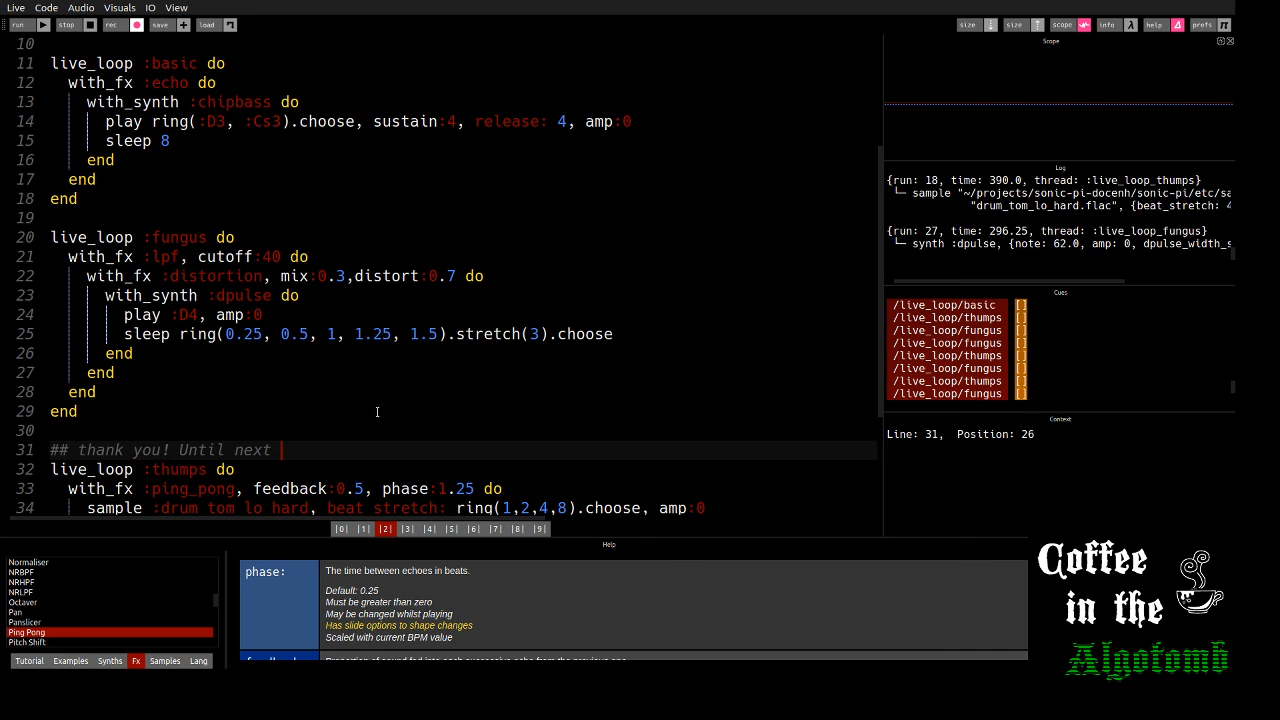 Live Code Audio Visuals IO View
run stop rec save load size size scope info help prefs
10
11 live_loop :basic do
12 with_fx :echo do
13 with_synth :chipbass do
14 play ring(:D3, :Cs3).choose, sustain:4, release: 4, amp:0
15 sleep 8
16 end
17 end
18 end
19
20 live_loop :fungus do
21 with_fx :lpf, cutoff:40 do
22 with_fx :distortion, mix:0.3,distort:0.7 do
23 with_synth :dpulse do
24 play :D4, amp:0
25 sleep ring(0.25, 0.5, 1, 1.25, 1.5).stretch(3).choose
26 end
27 end
28 end
29 end
30
31 ## thank you! Until next
32 live_loop :thumps do
33 with_fx :ping_pong, feedback:0.5, phase:1.25 do
34 sample :drum_tom_lo_hard, beat_stretch: ring(1,2,4,8).choose, amp:0
|0| |1| |2| |3| |4| |5| |6| |7| |8| |9|
Scope
Log
{run: 18, time: 390.0, thread: :live_loop_thumps}
└─ sample "~/projects/sonic-pi-docenh/sonic-pi/etc/sa
"drum_tom_lo_hard.flac", {beat_stretch: 4
{run: 27, time: 296.25, thread: :live_loop_fungus}
└─ synth :dpulse, {note: 62.0, amp: 0, dpulse_width_s
Cues
/live_loop/basic []
/live_loop/thumps []
/live_loop/fungus []
/live_loop/fungus []
/live_loop/thumps []
/live_loop/fungus []
/live_loop/thumps []
/live_loop/fungus []
Context
Line: 31, Position: 26
Help
Normaliser
NRBPF
NRHPF
NRLPF
Octaver
Pan
Panslicer
Ping Pong
Pitch Shift
Tutorial Examples Synths Fx Samples Lang
phase:
The time between echoes in beats.
Default: 0.25
Must be greater than zero
May be changed whilst playing
Has slide options to shape changes
Scaled with current BPM value
Coffee
in the
Algotomb